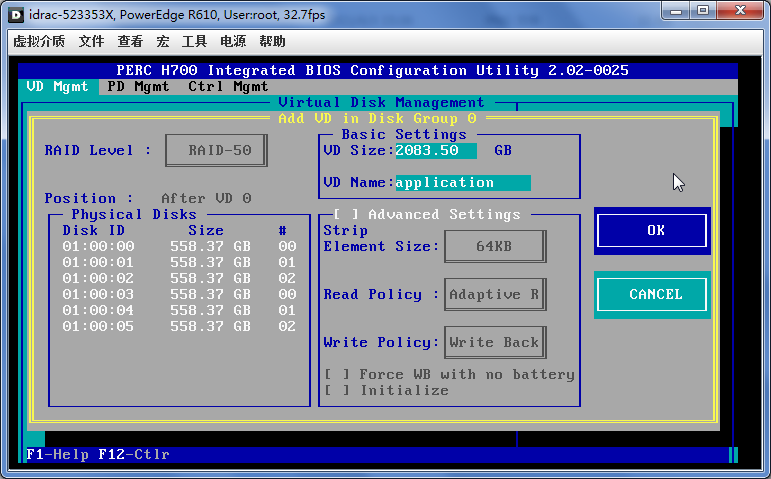 idrac-523353X, PowerEdge R610, User:root, 32.7fps
虚拟介质 文件 查看 宏 工具 电源 帮助
PERC H700 Integrated BIOS Configuration Utility 2.02-0025
VD Mgmt PD Mgmt Ctrl Mgmt
Virtual Disk Management
Add VD in Disk Group 0
RAID Level : RAID-50
Position : After VD 0
Physical Disks
Disk ID Size #
01:00:00 558.37 GB 00
01:00:01 558.37 GB 01
01:00:02 558.37 GB 02
01:00:03 558.37 GB 00
01:00:04 558.37 GB 01
01:00:05 558.37 GB 02
Basic Settings
VD Size:2083.50 GB
VD Name:application
[ ] Advanced Settings
Strip
Element Size: 64KB
Read Policy : Adaptive R
Write Policy: Write Back
[ ] Force WB with no battery
[ ] Initialize
OK
CANCEL
F1-Help F12-Ctlr